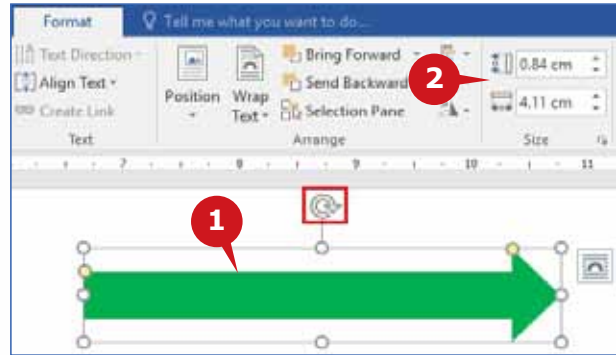 Format
Tell me what you want to do...
Text Direction
Align Text
Create Link
Text
Position
Wrap Text
Bring Forward
Send Backward
Selection Pane
Arrange
2
0.84 cm
4.11 cm
Size
7 8 9 10 11
1